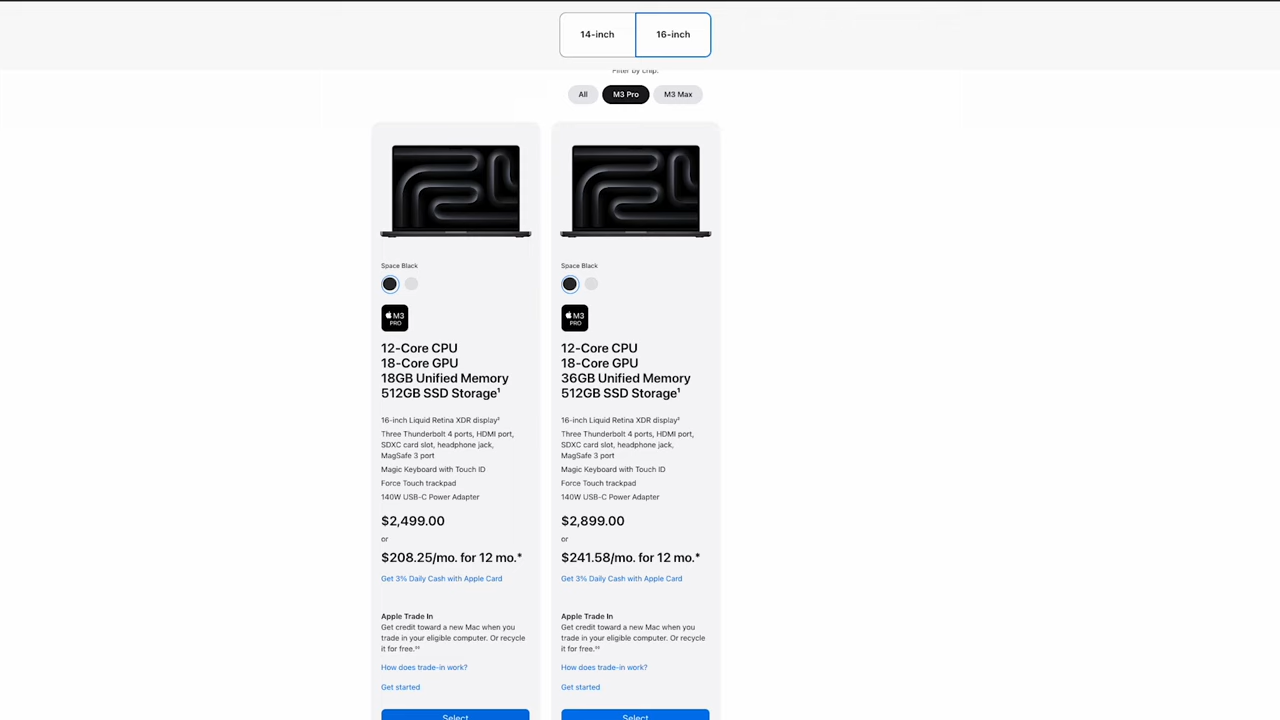 14-inch
16-inch
Filter by chip:
All
M3 Pro
M3 Max
Space Black
M3
PRO
12-Core CPU
18-Core GPU
18GB Unified Memory
512GB SSD Storage¹
16-inch Liquid Retina XDR display²
Three Thunderbolt 4 ports, HDMI port,
SDXC card slot, headphone jack,
MagSafe 3 port
Magic Keyboard with Touch ID
Force Touch trackpad
140W USB-C Power Adapter
$2,499.00
or
$208.25/mo. for 12 mo.*
Get 3% Daily Cash with Apple Card
Apple Trade In
Get credit toward a new Mac when you
trade in your eligible computer. Or recycle
it for free.**
How does trade-in work?
Get started
Select
Space Black
M3
PRO
12-Core CPU
18-Core GPU
36GB Unified Memory
512GB SSD Storage¹
16-inch Liquid Retina XDR display²
Three Thunderbolt 4 ports, HDMI port,
SDXC card slot, headphone jack,
MagSafe 3 port
Magic Keyboard with Touch ID
Force Touch trackpad
140W USB-C Power Adapter
$2,899.00
or
$241.58/mo. for 12 mo.*
Get 3% Daily Cash with Apple Card
Apple Trade In
Get credit toward a new Mac when you
trade in your eligible computer. Or recycle
it for free.**
How does trade-in work?
Get started
Select